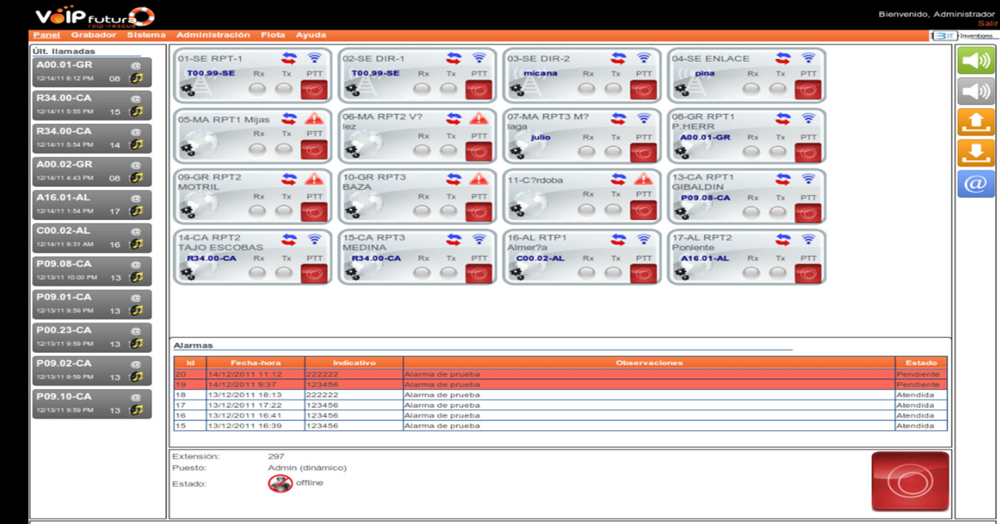 VOIP futura
roip-rescue
Bienvenido, Administrador
Salir
Panel Grabador Sistema Administración Flota Ayuda
3iT Inventions
Últ. llamadas
A00.01-GR @
12/14/11 6:12 PM 08
R34.00-CA @
12/14/11 5:55 PM 15
R34.00-CA @
12/14/11 5:54 PM 14
A00.02-GR @
12/14/11 4:43 PM 08
A16.01-AL @
12/14/11 1:54 PM 17
C00.02-AL @
12/14/11 9:31 AM 16
P09.08-CA @
12/13/11 10:00 PM 13
P09.01-CA @
12/13/11 9:59 PM 13
P00.23-CA @
12/13/11 9:59 PM 13
P09.02-CA @
12/13/11 9:59 PM 13
P09.10-CA @
12/13/11 9:59 PM 13
01-SE RPT-1
T00.99-SE Rx Tx PTT
02-SE DIR-1
T00.99-SE Rx Tx PTT
03-SE DIR-2
micana Rx Tx PTT
04-SE ENLACE
pina Rx Tx PTT
05-MA RPT1 Mijas
Rx Tx PTT
06-MA RPT2 V?
lez
Rx Tx PTT
07-MA RPT3 M?
laga
julio Rx Tx PTT
08-GR RPT1
P.HERR
A00.01-GR Rx Tx PTT
09-GR RPT2
MOTRIL
Rx Tx PTT
10-GR RPT3
BAZA
Rx Tx PTT
11-C?rdoba
Rx Tx PTT
13-CA RPT1
GIBALDIN
P09.08-CA Rx Tx PTT
14-CA RPT2
TAJO ESCOBAS
R34.00-CA Rx Tx PTT
15-CA RPT3
MEDINA
R34.00-CA Rx Tx PTT
16-AL RTP1
Almer?a
C00.02-AL Rx Tx PTT
17-AL RPT2
Poniente
A16.01-AL Rx Tx PTT
@
Alarmas
Id Fecha-hora Indicativo Observaciones Estado
20 14/12/2011 11:12 222222 Alarma de prueba Pendiente
19 14/12/2011 9:37 123456 Alarma de prueba Pendiente
18 13/12/2011 18:13 222222 Alarma de prueba Atendida
17 13/12/2011 17:22 123456 Alarma de prueba Atendida
16 13/12/2011 16:41 123456 Alarma de prueba Atendida
15 13/12/2011 16:39 123456 Alarma de prueba Atendida
Extensión: 297
Puesto: Admin (dinámico)
Estado: offline